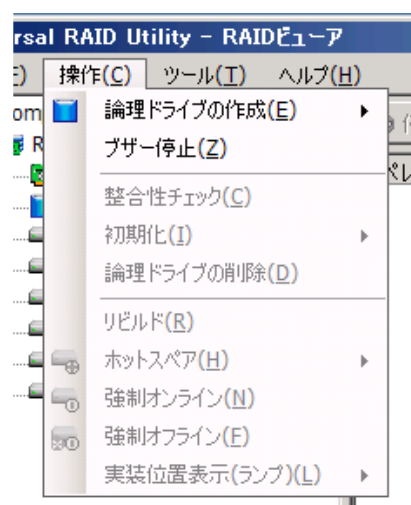 rsal RAID Utility - RAIDビューア
操作(C) ツール(T) ヘルプ(H)
論理ドライブの作成(E)
ブザー停止(Z)
整合性チェック(C)
初期化(I)
論理ドライブの削除(D)
リビルド(R)
ホットスペア(H)
強制オンライン(N)
強制オフライン(F)
実装位置表示(ランプ)(L)